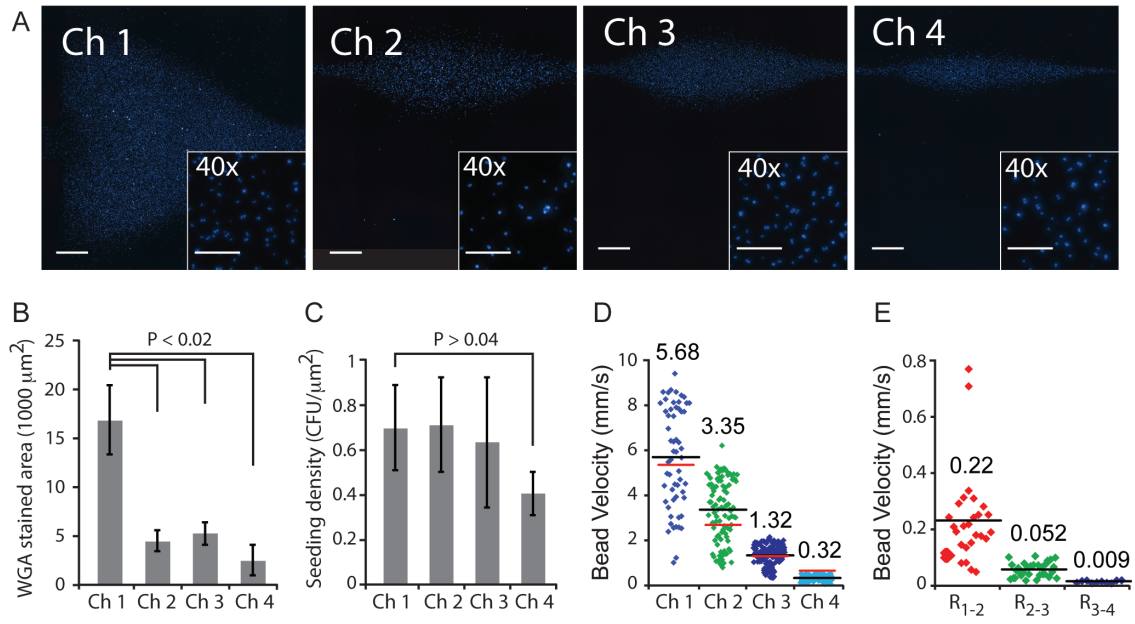 A
Ch 1
Ch 2
Ch 3
Ch 4
40x
40x
40x
40x
B
WGA stained area (1000 μm²)
25
20
15
10
5
0
P < 0.02
Ch 1 Ch 2 Ch 3 Ch 4
C
Seeding density (CFU/μm²)
1
0.8
0.6
0.4
0.2
0
P > 0.04
Ch 1 Ch 2 Ch 3 Ch 4
D
Bead Velocity (mm/s)
10
8
6
4
2
0
5.68
3.35
1.32
0.32
Ch 1 Ch 2 Ch 3 Ch 4
E
Bead Velocity (mm/s)
0.8
0.6
0.4
0.2
0
0.22
0.052
0.009
R1-2 R2-3 R3-4